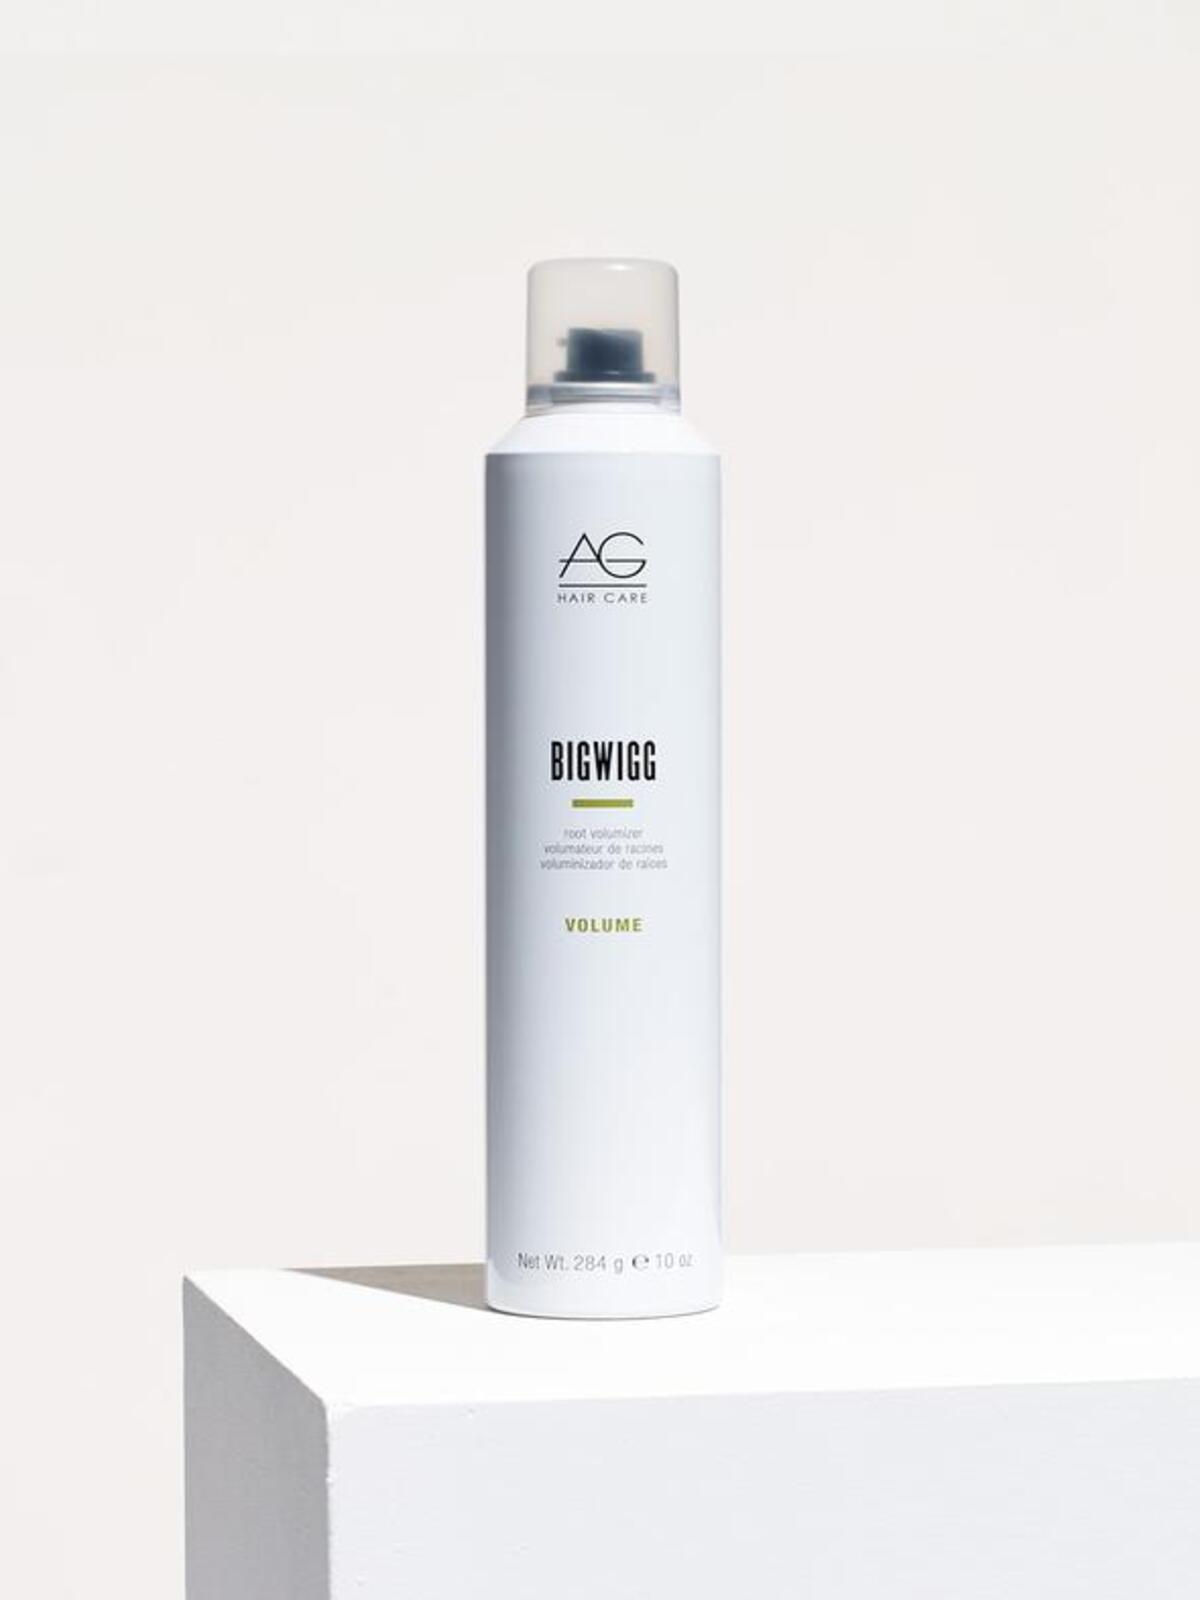 AG
HAIR CARE
BIGWIGG
root volumizer
volumateur de racines
voluminizador de raíces
VOLUME
Net Wt. 284 g ℮ 10 oz